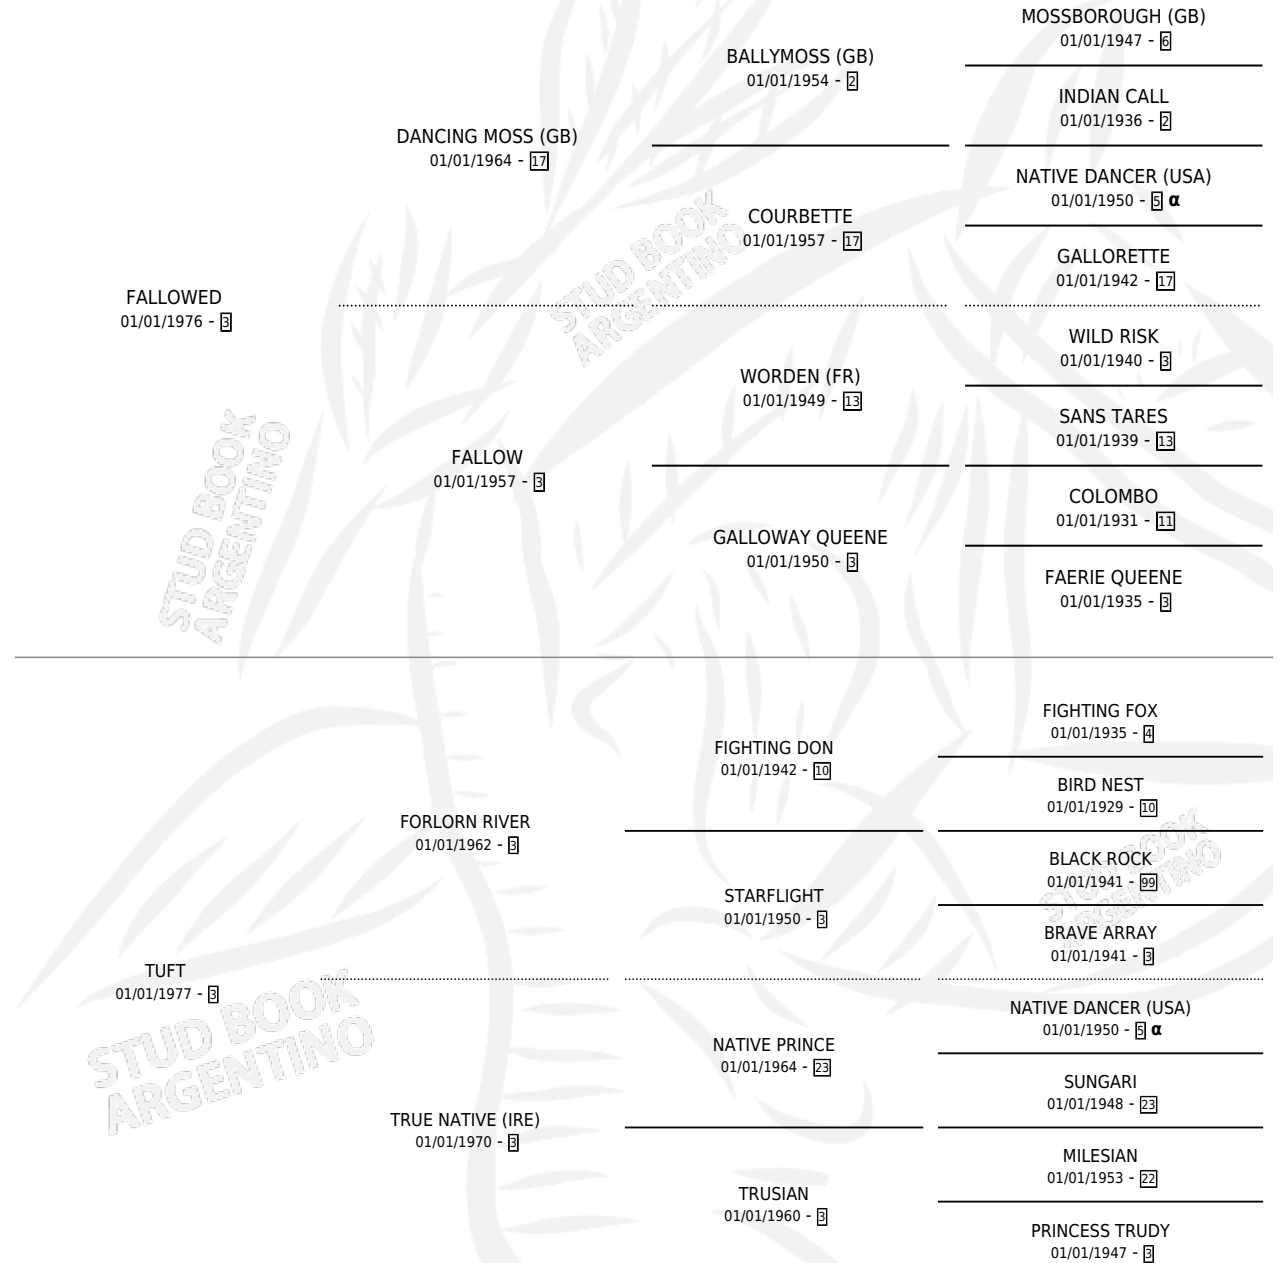 MOSSBOROUGH (GB)
01/01/1947 - 6
BALLYMOSS (GB)
01/01/1954 - 2
INDIAN CALL
01/01/1936 - 2
DANCING MOSS (GB)
01/01/1964 - 17
NATIVE DANCER (USA)
01/01/1950 - 5 α
COURBETTE
01/01/1957 - 17
GALLORETTE
01/01/1942 - 17
FALLOWED
01/01/1976 - 3
WILD RISK
01/01/1940 - 3
WORDEN (FR)
01/01/1949 - 13
SANS TARES
01/01/1939 - 13
FALLOW
01/01/1957 - 3
COLOMBO
01/01/1931 - 11
GALLOWAY QUEENE
01/01/1950 - 3
FAERIE QUEENE
01/01/1935 - 3
FIGHTING FOX
01/01/1935 - 4
FIGHTING DON
01/01/1942 - 10
BIRD NEST
01/01/1929 - 10
FORLORN RIVER
01/01/1962 - 3
BLACK ROCK
01/01/1941 - 99
STARFLIGHT
01/01/1950 - 3
BRAVE ARRAY
01/01/1941 - 3
TUFT
01/01/1977 - 3
NATIVE DANCER (USA)
01/01/1950 - 5 α
NATIVE PRINCE
01/01/1964 - 23
SUNGARI
01/01/1948 - 23
TRUE NATIVE (IRE)
01/01/1970 - 3
MILESIAN
01/01/1953 - 22
TRUSIAN
01/01/1960 - 3
PRINCESS TRUDY
01/01/1947 - 3
STUD BOOK
ARGENTINO
STUD BOOK
ARGENTINO
STUD BOOK
ARGENTINO
STUD BOOK
ARGENTINO